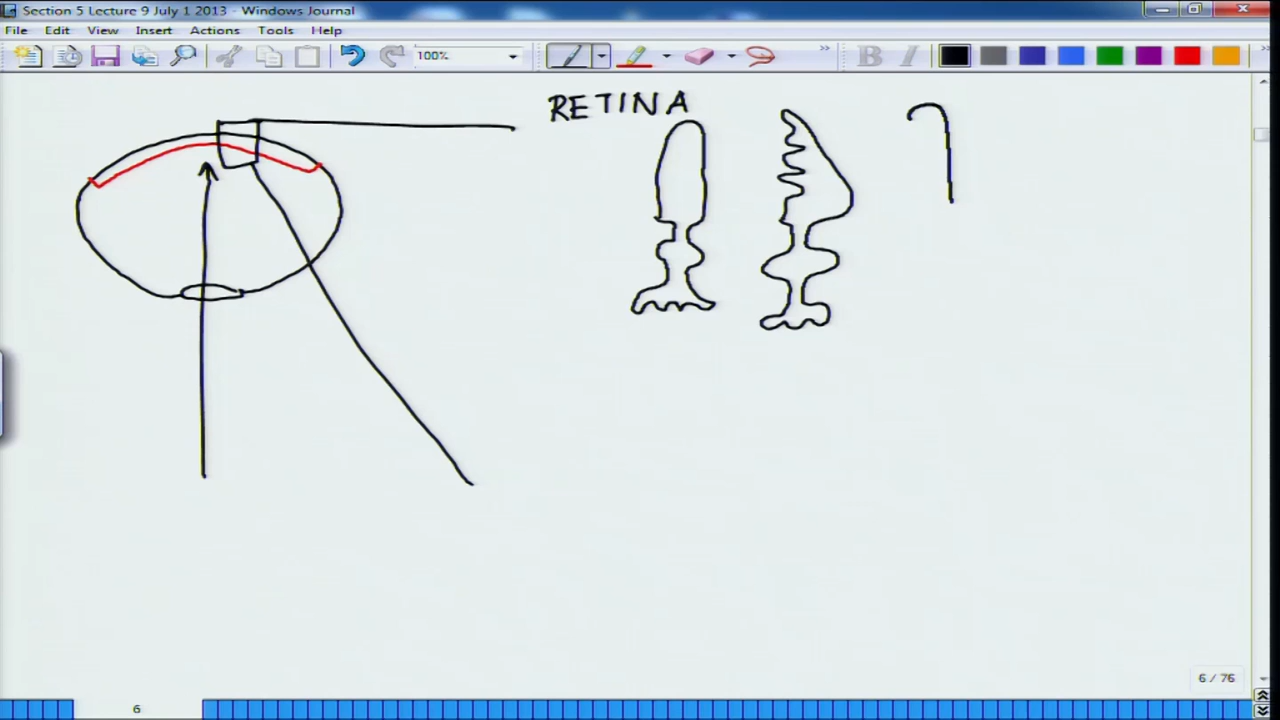 Section 5 Lecture 9 July 1 2013 - Windows Journal
File Edit View Insert Actions Tools Help
100% B I
RETINA
6 / 76
6